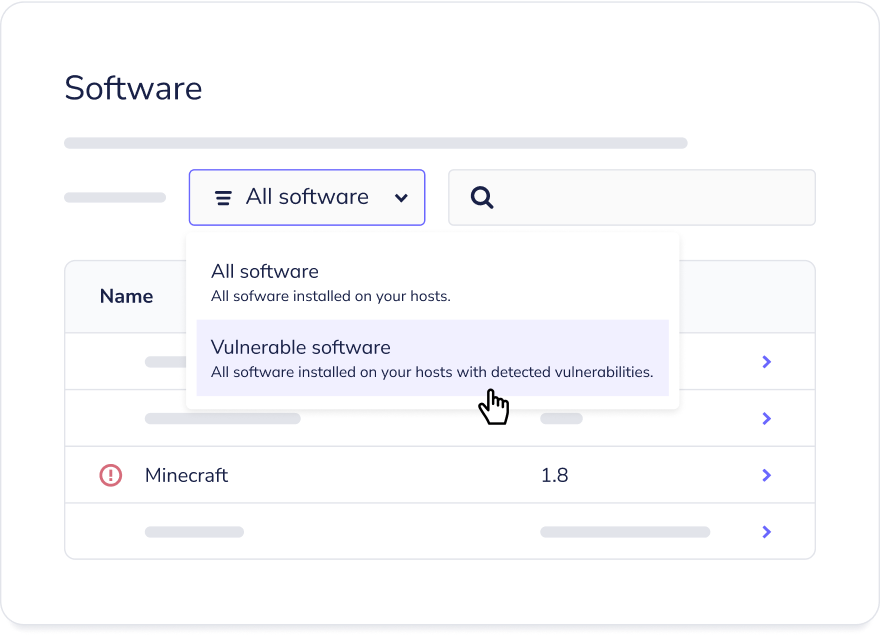 Software
All software
All software
All sofware installed on your hosts.
Vulnerable software
All software installed on your hosts with detected vulnerabilities.
Name
Minecraft 1.8